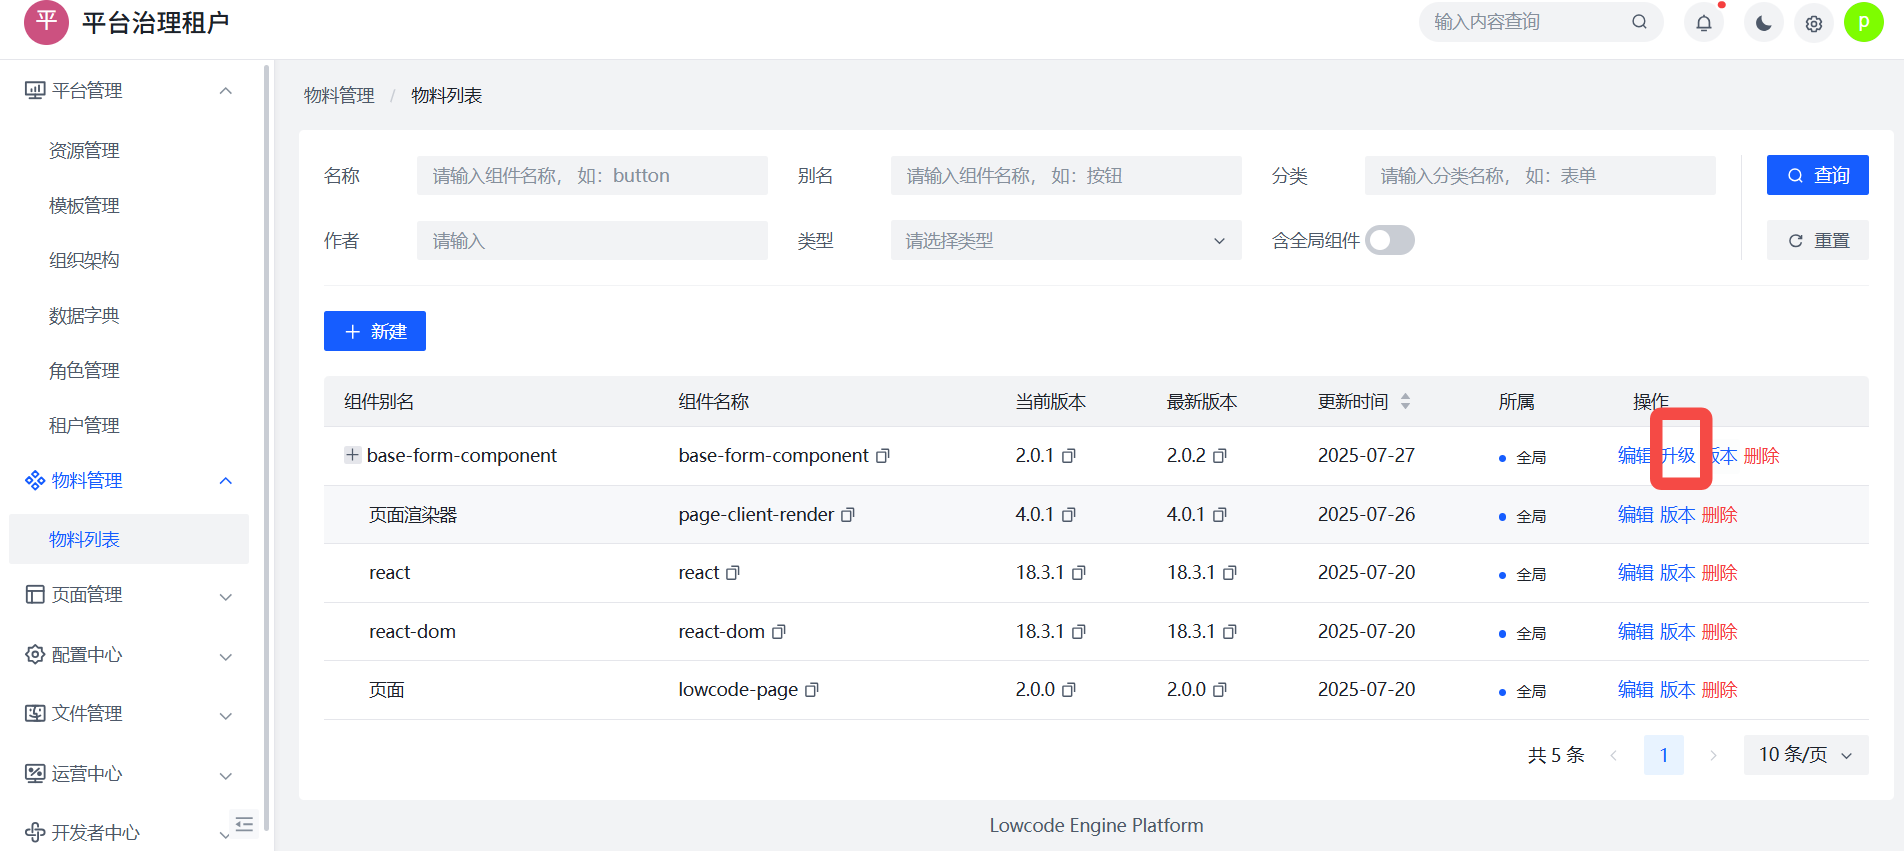 平 平台治理租户
输入内容查询
p
平台管理
资源管理
模板管理
组织架构
数据字典
角色管理
租户管理
物料管理
物料列表
页面管理
配置中心
文件管理
运营中心
开发者中心
物料管理 / 物料列表
名称 请输入组件名称， 如：button 别名 请输入组件名称， 如：按钮 分类 请输入分类名称， 如：表单 查询
作者 请输入 类型 请选择类型 含全局组件 重置
新建
组件别名 组件名称 当前版本 最新版本 更新时间 所属 操作
base-form-component base-form-component 2.0.1 2.0.2 2025-07-27 全局 编辑 升级 版本 删除
页面渲染器 page-client-render 4.0.1 4.0.1 2025-07-26 全局 编辑 版本 删除
react react 18.3.1 18.3.1 2025-07-20 全局 编辑 版本 删除
react-dom react-dom 18.3.1 18.3.1 2025-07-20 全局 编辑 版本 删除
页面 lowcode-page 2.0.0 2.0.0 2025-07-20 全局 编辑 版本 删除
共 5 条 1 10 条/页
Lowcode Engine Platform